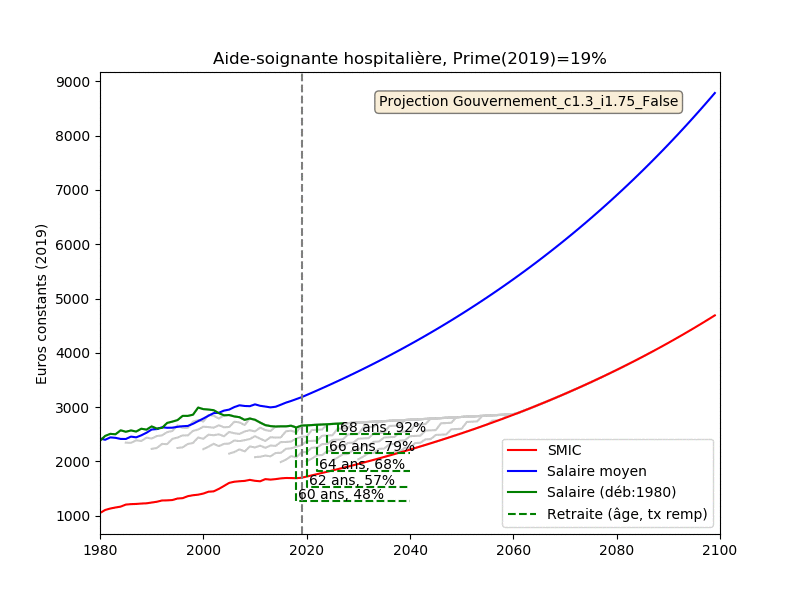 Aide-soignante hospitalière, Prime(2019)=19%
Projection Gouvernement_c1.3_i1.75_False
Euros constants (2019)
9000
8000
7000
6000
5000
4000
3000
2000
1000
68 ans, 92%
66 ans, 79%
64 ans, 68%
62 ans, 57%
60 ans, 48%
SMIC
Salaire moyen
Salaire (déb:1980)
Retraite (âge, tx remp)
1980 2000 2020 2040 2060 2080 2100